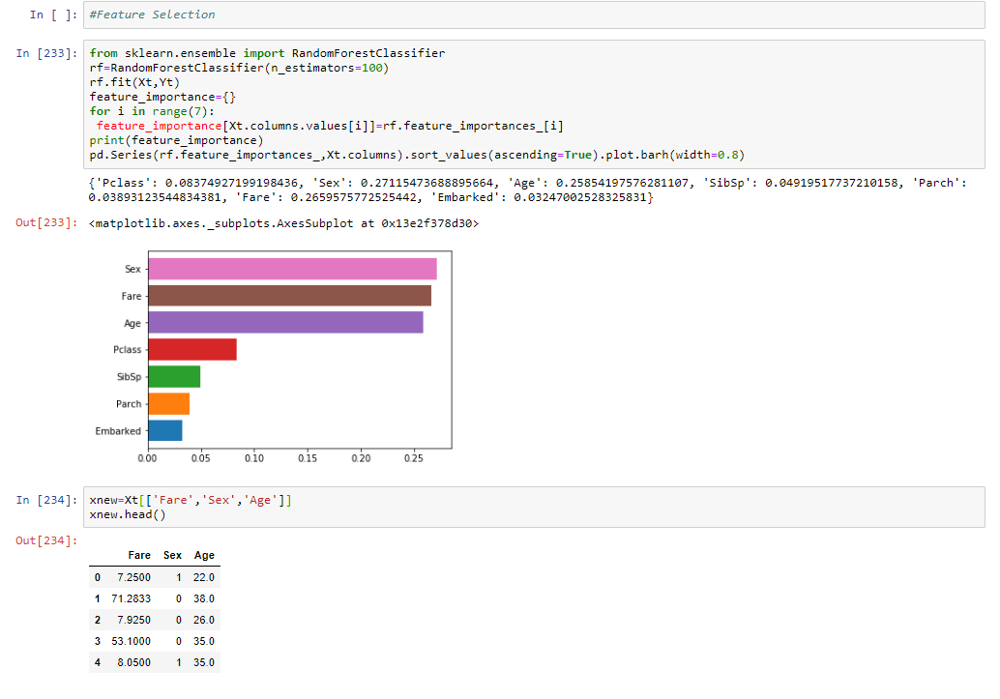 In [ ]: #Feature Selection
In [233]: from sklearn.ensemble import RandomForestClassifier
rf=RandomForestClassifier(n_estimators=100)
rf.fit(Xt,Yt)
feature_importance={}
for i in range(7):
 feature_importance[Xt.columns.values[i]]=rf.feature_importances_[i]
print(feature_importance)
pd.Series(rf.feature_importances_,Xt.columns).sort_values(ascending=True).plot.barh(width=0.8)
{'Pclass': 0.08374927199198436, 'Sex': 0.27115473688895664, 'Age': 0.25854197576281107, 'SibSp': 0.04919517737210158, 'Parch':
0.03893123544834381, 'Fare': 0.2659575772525442, 'Embarked': 0.03247002528325831}
Out[233]: <matplotlib.axes._subplots.AxesSubplot at 0x13e2f378d30>
Sex
Fare
Age
Pclass
SibSp
Parch
Embarked
0.00 0.05 0.10 0.15 0.20 0.25
In [234]: xnew=Xt[['Fare','Sex','Age']]
xnew.head()
Out[234]:
Fare Sex Age
0 7.2500 1 22.0
1 71.2833 0 38.0
2 7.9250 0 26.0
3 53.1000 0 35.0
4 8.0500 1 35.0